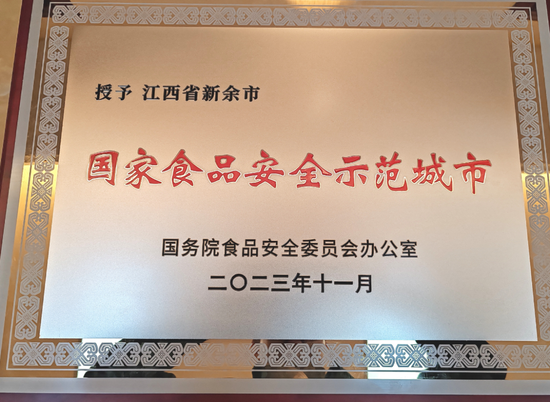 授予 江西省新余市
国家食品安全示范城市
国务院食品安全委员会办公室
二〇二三年十一月